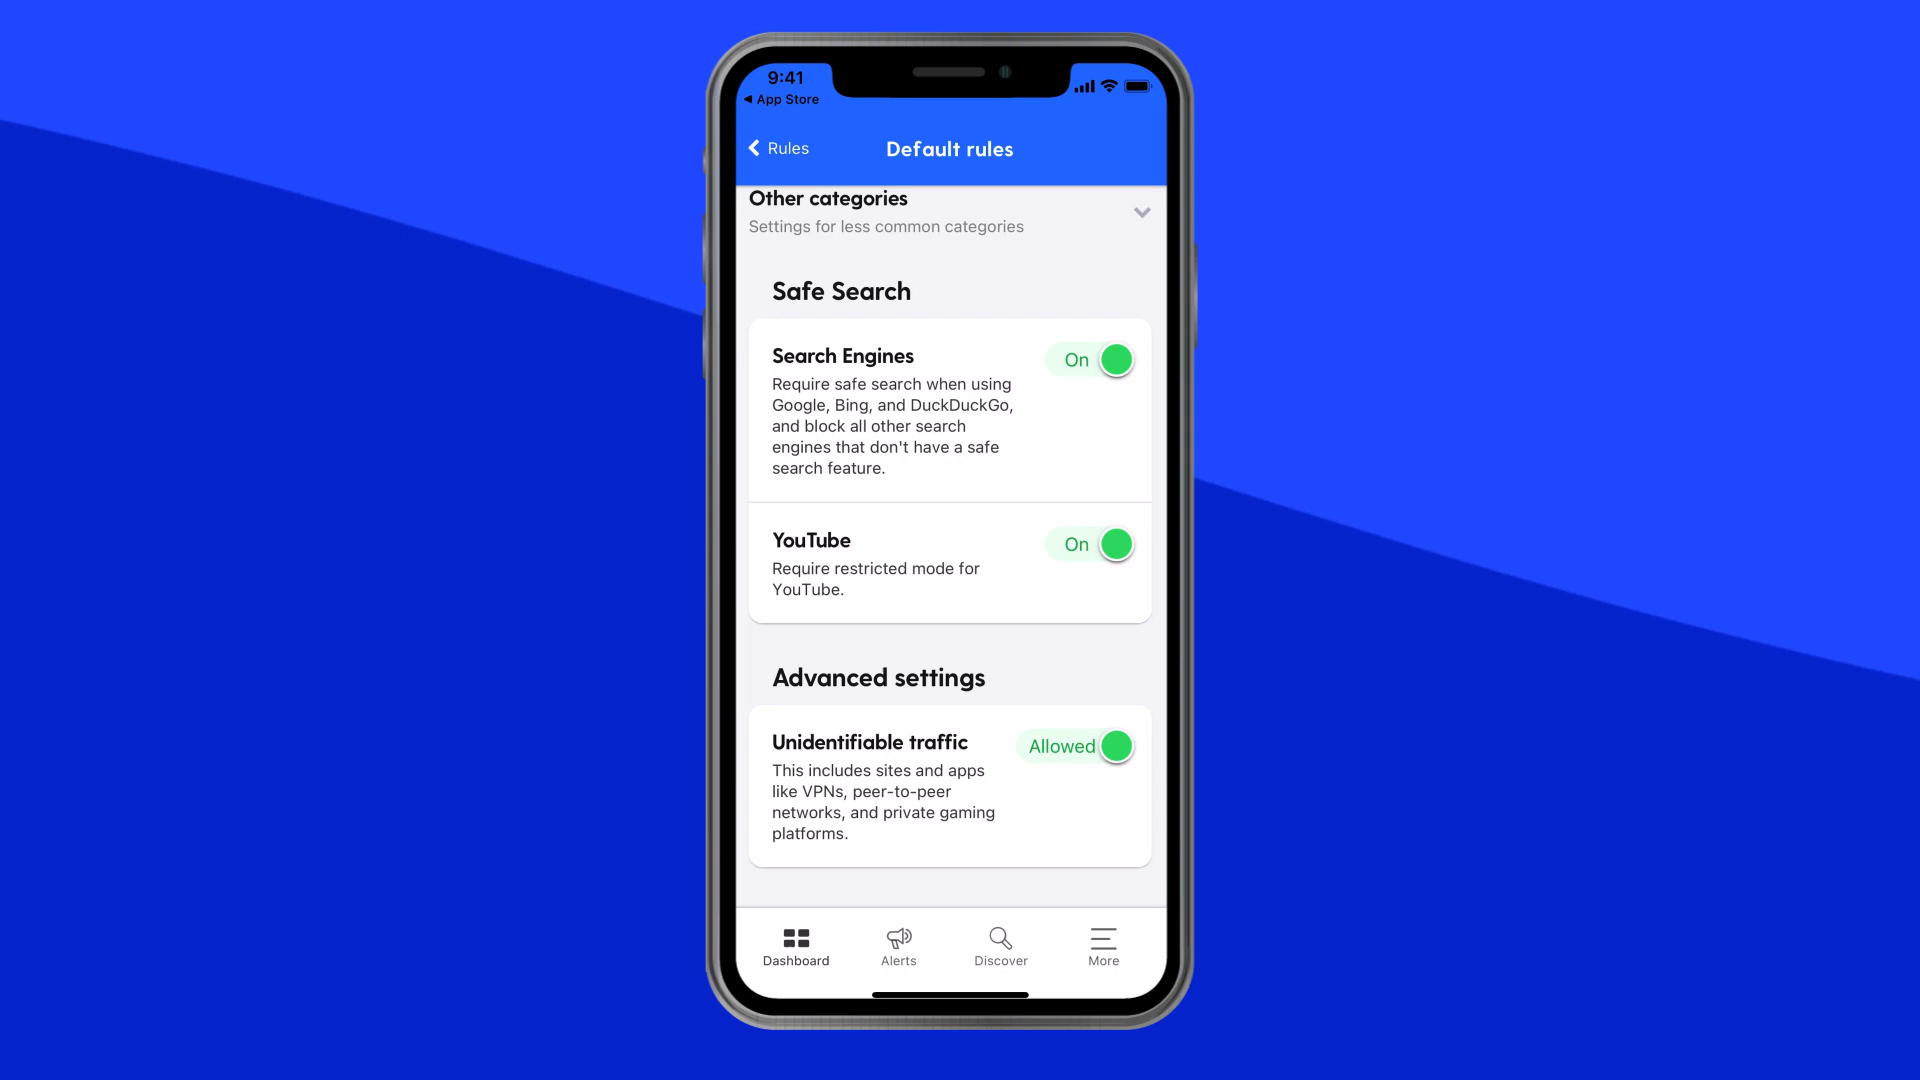 9:41
App Store
Rules
Default rules
Other categories
Settings for less common categories
Safe Search
Search Engines
On
Require safe search when using
Google, Bing, and DuckDuckGo,
and block all other search
engines that don't have a safe
search feature.
YouTube
On
Require restricted mode for
YouTube.
Advanced settings
Unidentifiable traffic
Allowed
This includes sites and apps
like VPNs, peer-to-peer
networks, and private gaming
platforms.
Dashboard
Alerts
Discover
More